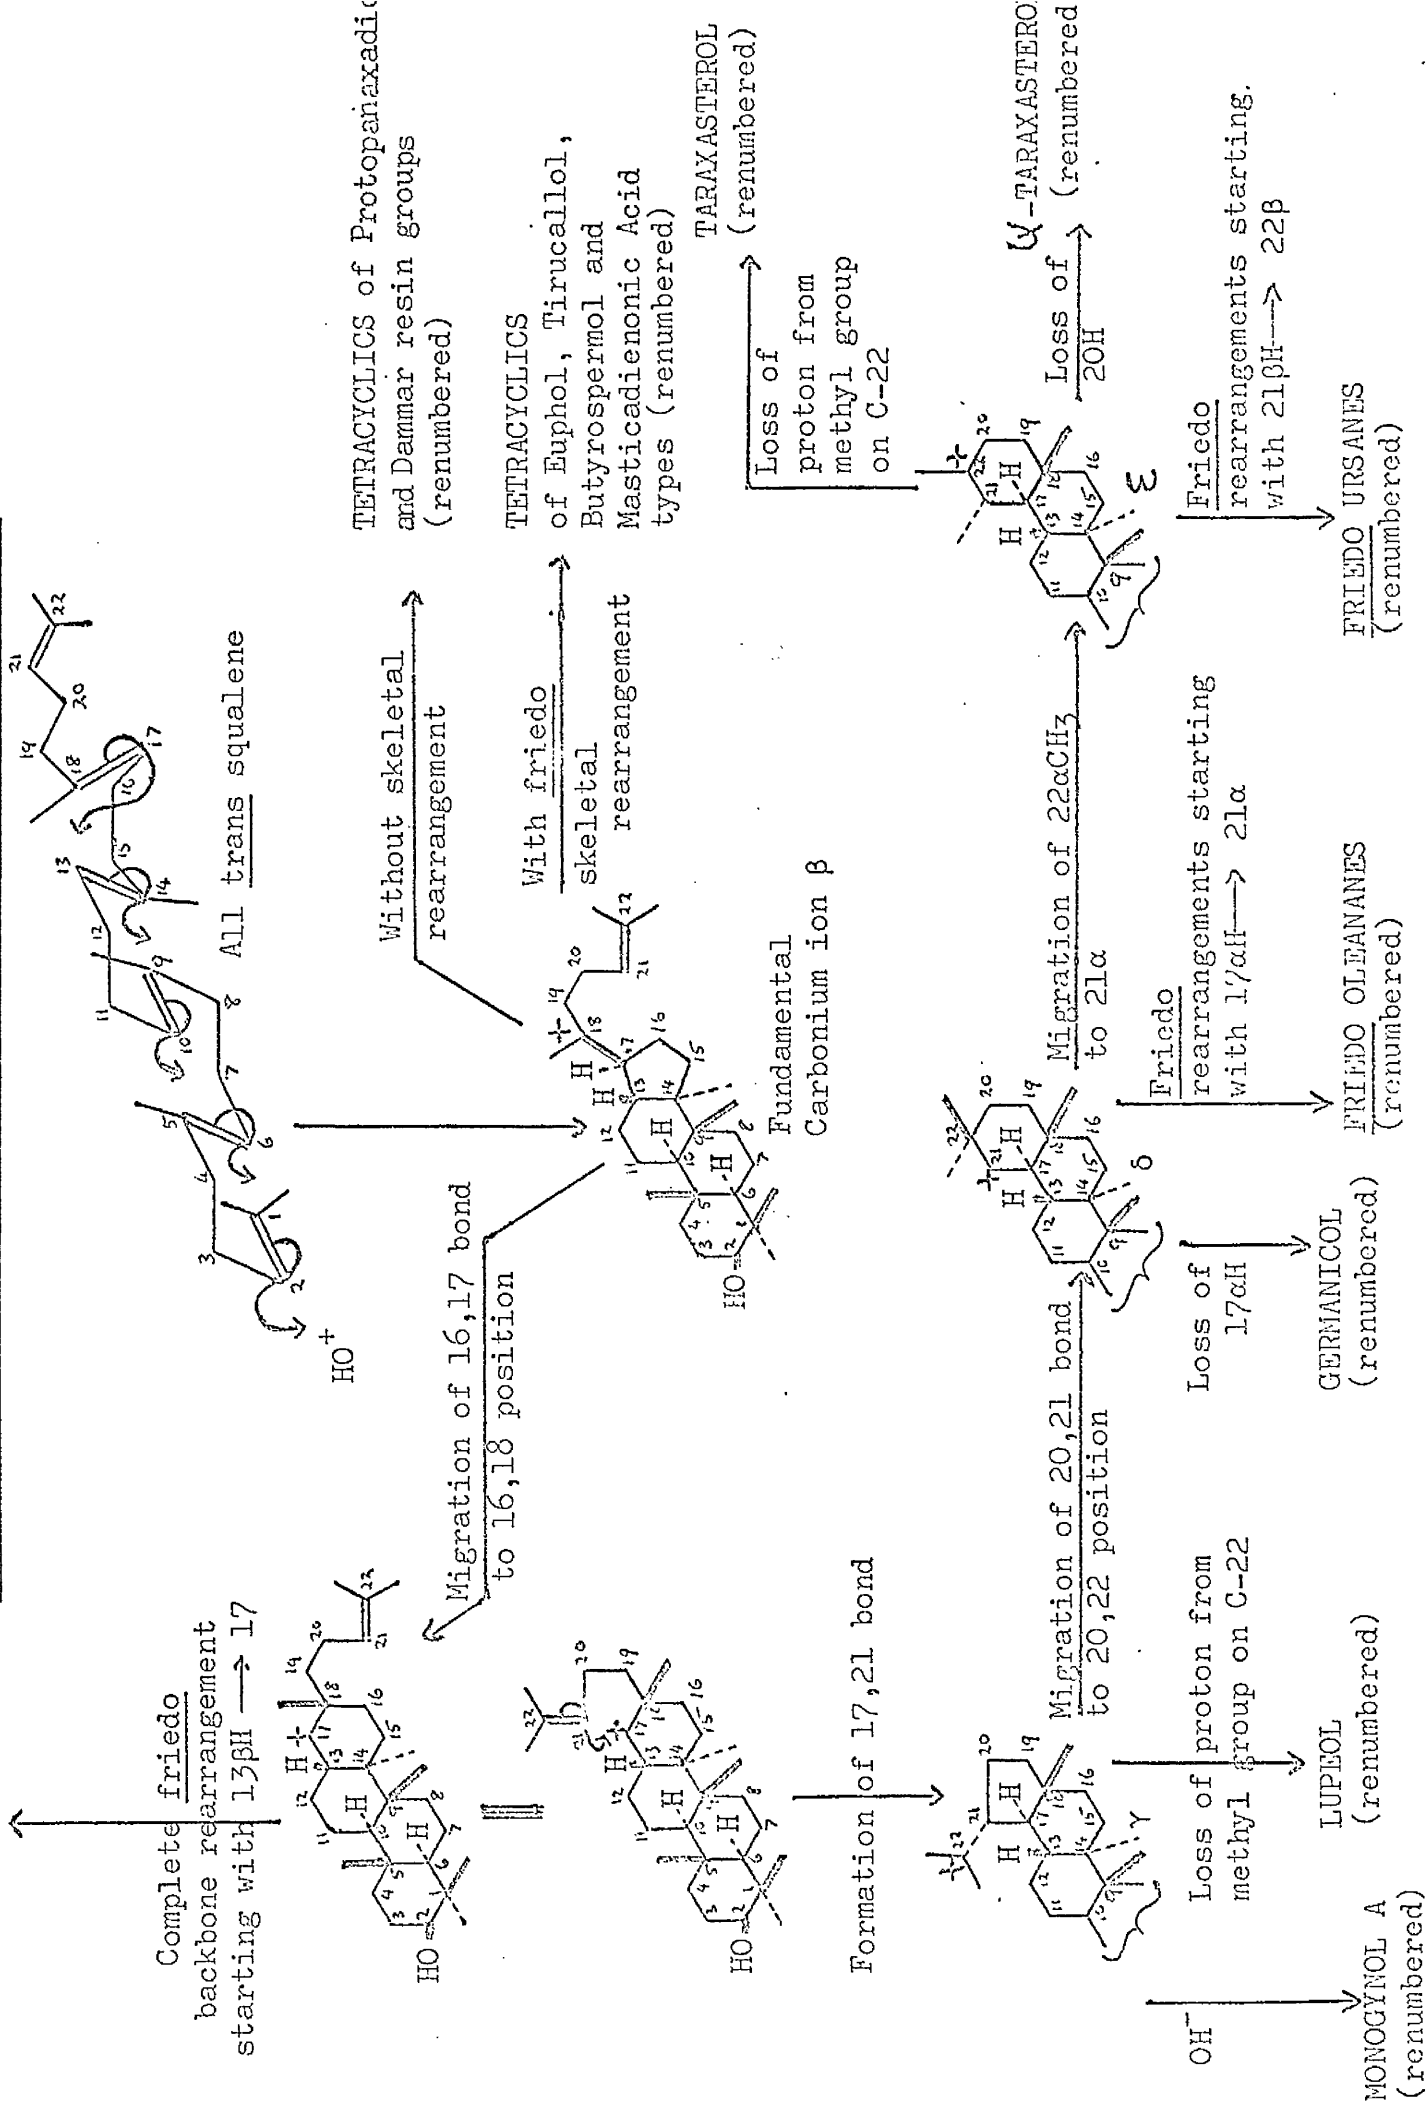 All trans squalene
HO+
Without skeletal
rearrangement
TETRACYCLICS of Protopanaxadio
and Dammar resin groups
(renumbered)
With friedo
skeletal
rearrangement
TETRACYCLICS
of Euphol, Tirucallol,
Butyrospermol and
Masticadienonic Acid
types (renumbered)
HO
Fundamental
Carbonium ion β
Migration of 16,17 bond
to 16,18 position
Complete friedo
backbone rearrangement
starting with 13βH → 17
HO
HO
Formation of 17,21 bond
γ
OH⁻
MONOGYNOL A
(renumbered)
Loss of proton from
methyl group on C-22
LUPEOL
(renumbered)
Migration of 20,21 bond
to 20,22 position
δ
Loss of
17αH
GERMANICOL
(renumbered)
Friedo
rearrangements starting
with 17αH → 21α
FRIEDO OLEANANES
(renumbered)
Migration of 22αCH3
to 21α
ε
Loss of
proton from
methyl group
on C-22
TARAXASTEROL
(renumbered)
Loss of
20H
ψ-TARAXASTERO
(renumbered
Friedo
rearrangements starting.
with 21βH → 22β
FRIEDO URSANES
(renumbered)